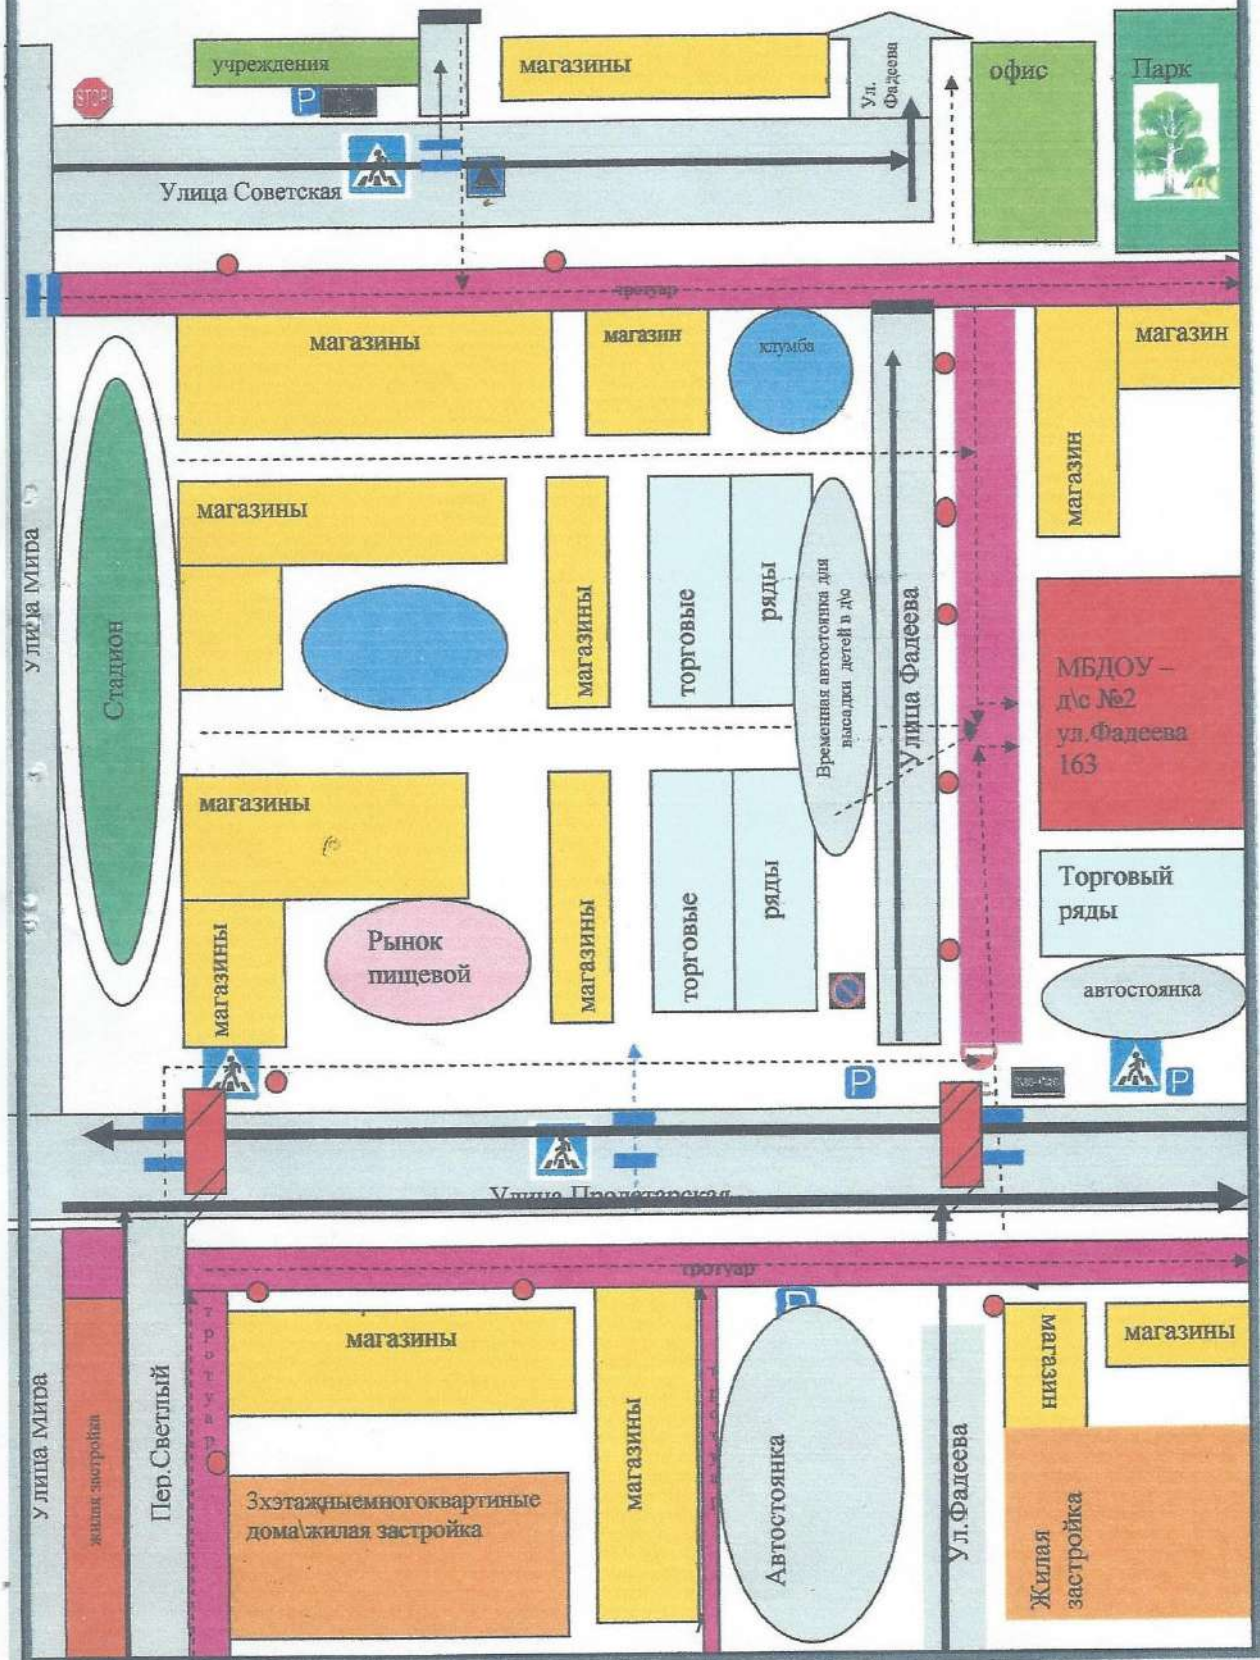 STOP
учреждения
P
магазины
Ул.
Фадеева
офис
Парк
Улица Советская
тротуар
магазины
магазин
клумба
магазин
магазин
магазины
Улица Мира
Стадион
магазины
торговые
ряды
Временная автостоянка для
высадки детей в д\о
Улица Фадеева
МБДОУ –
д\с №2
ул.Фадеева
163
магазины
магазины
Рынок
пищевой
магазины
торговые
ряды
Торговый
ряды
автостоянка
P
P
Улица Пролетарская
тротуар
Улица Мира
жилая застройка
Пер.Светлый
тротуар
магазины
3хэтажныемногоквартиные
дома\жилая застройка
магазины
P
Автостоянка
Ул.Фадеева
магазин
магазины
Жилая
застройка